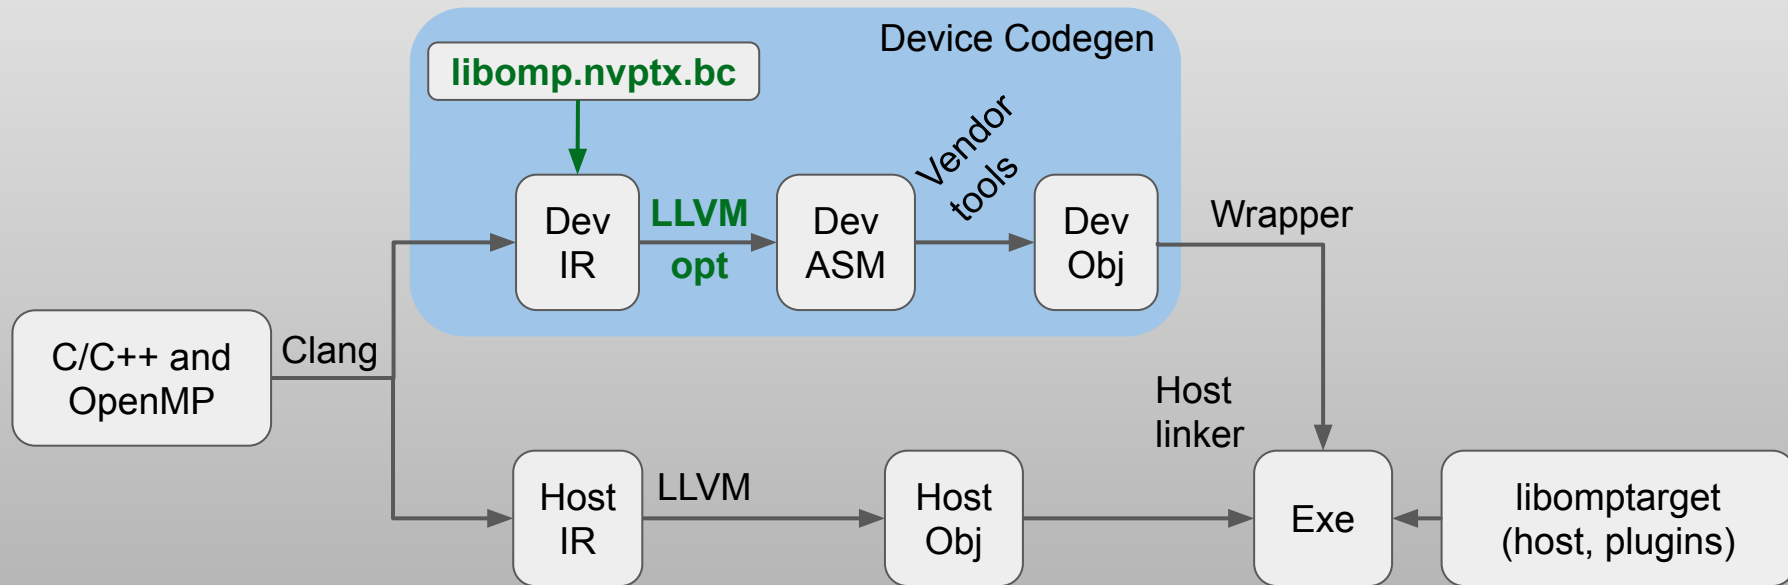 Device Codegen
libomp.nvptx.bc
Vendor
tools
Dev
IR
LLVM
opt
Dev
ASM
Dev
Obj
Wrapper
C/C++ and
OpenMP
Clang
Host
linker
Host
IR
LLVM
Host
Obj
Exe
libomptarget
(host, plugins)